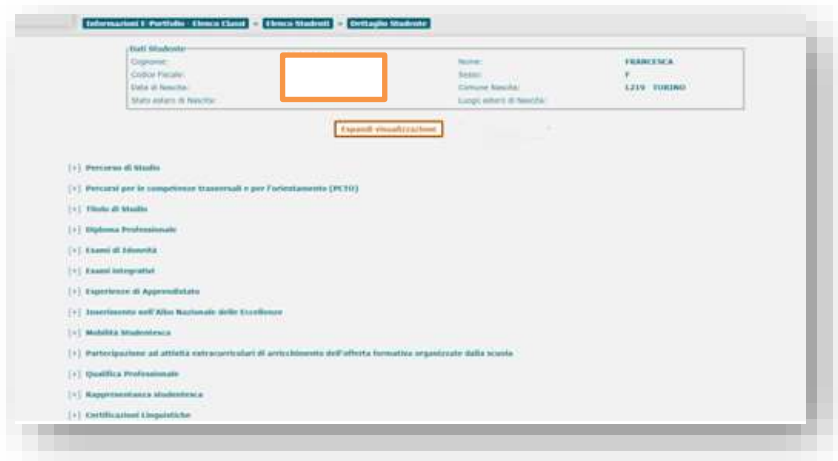 Informazioni E-Portfolio - Elenco Classi » Elenco Studenti » Dettaglio Studente
Dati Studente
Cognome: Nome: FRANCESCA
Codice Fiscale: Sesso: F
Data di Nascita: Comune Nascita: L219 TORINO
Stato estero di Nascita: Luogo estero di Nascita:
Espandi visualizzazione
[+] Percorso di Studio
[+] Percorsi per le competenze trasversali e per l'orientamento (PCTO)
[+] Titolo di Studio
[+] Diploma Professionale
[+] Esami di Idoneità
[+] Esami integrativi
[+] Esperienze di Apprendistato
[+] Inserimento nell'Albo Nazionale delle Eccellenze
[+] Mobilità Studentesca
[+] Partecipazione ad attività extracurricolari di arricchimento dell'offerta formativa organizzate dalla scuola
[+] Qualifica Professionale
[+] Rappresentanza studentesca
[+] Certificazioni Linguistiche